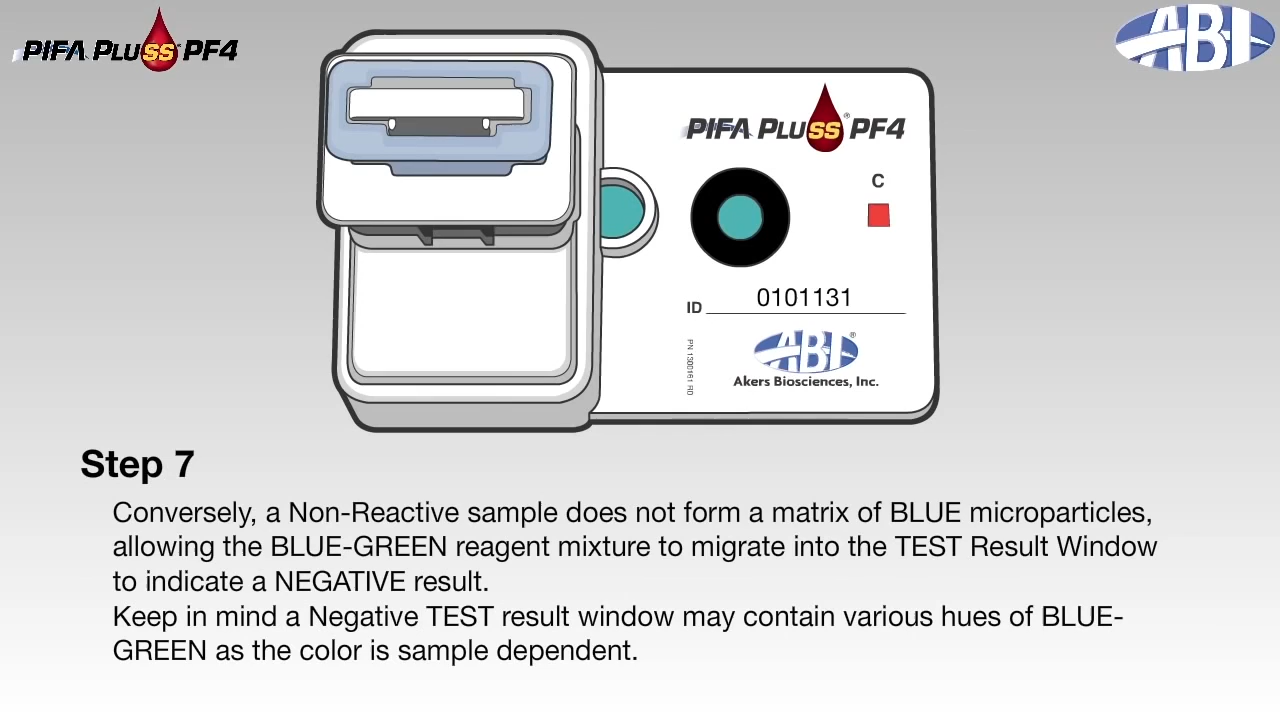 PIFA PLUSS PF4
ABI
PIFA PLUSS® PF4
C
ID 0101131
PN 1300161 R0
ABI®
Akers Biosciences, Inc.
Step 7
Conversely, a Non-Reactive sample does not form a matrix of BLUE microparticles,
allowing the BLUE-GREEN reagent mixture to migrate into the TEST Result Window
to indicate a NEGATIVE result.
Keep in mind a Negative TEST result window may contain various hues of BLUE-
GREEN as the color is sample dependent.